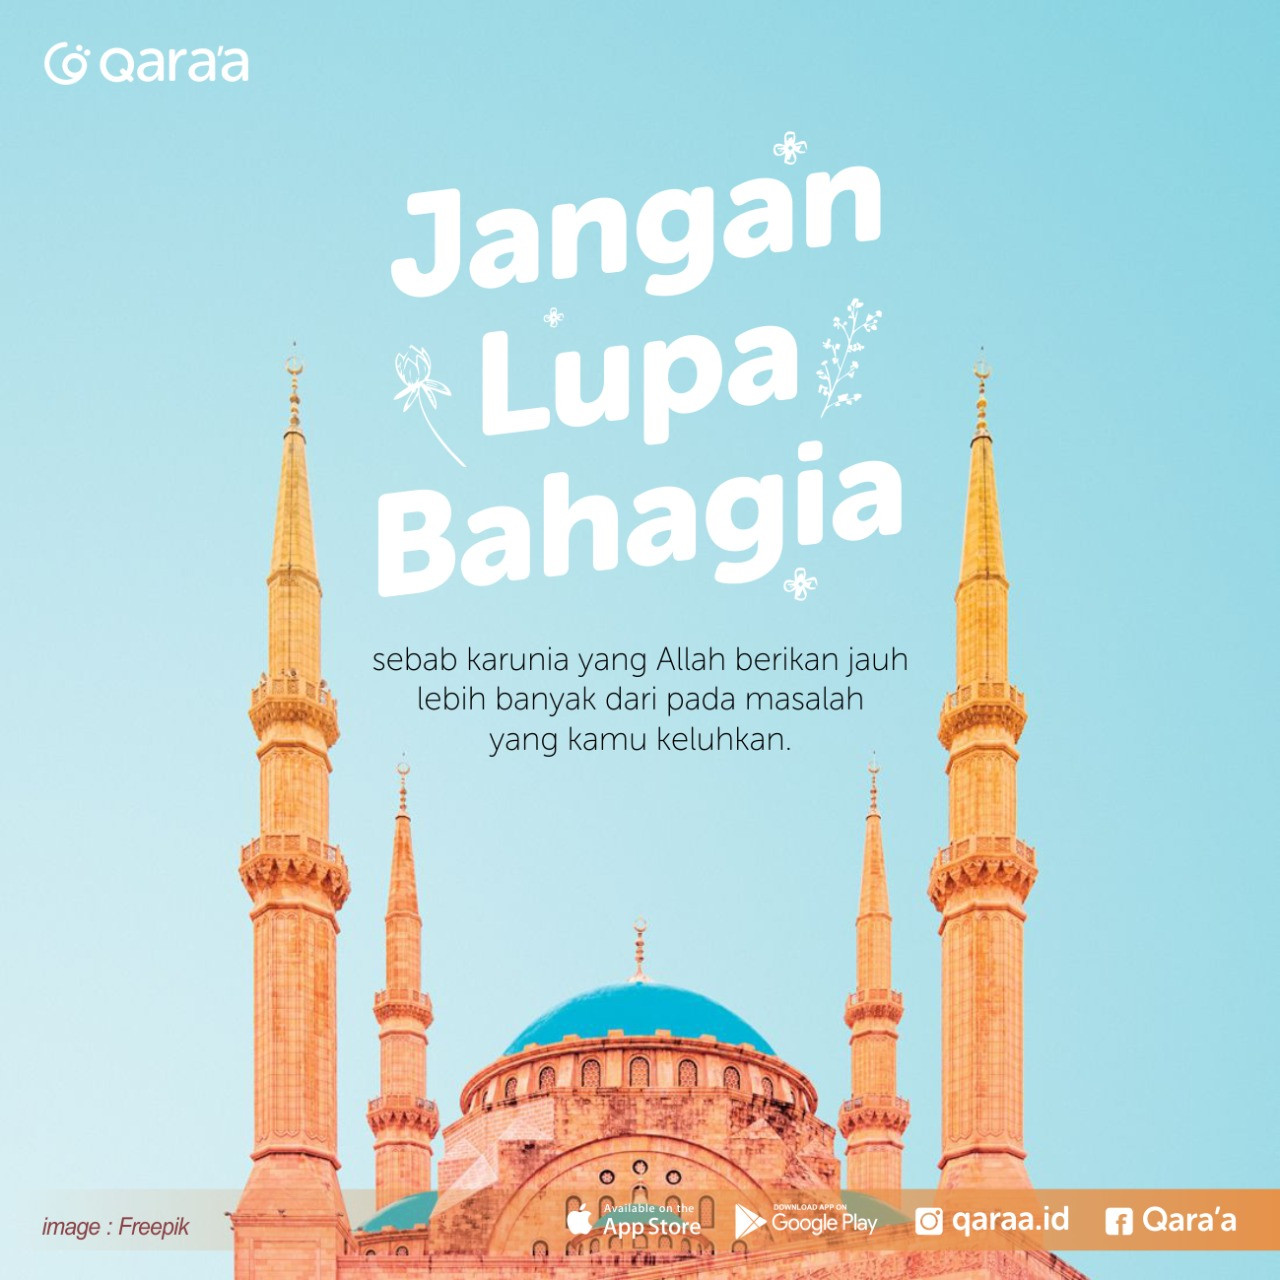 Qara'a
Jangan
Lupa
Bahagia
sebab karunia yang Allah berikan jauh
lebih banyak dari pada masalah
yang kamu keluhkan.
image : Freepik
Available on the
App Store
DOWNLOAD APP ON
Google Play
qaraa.id
Qara'a